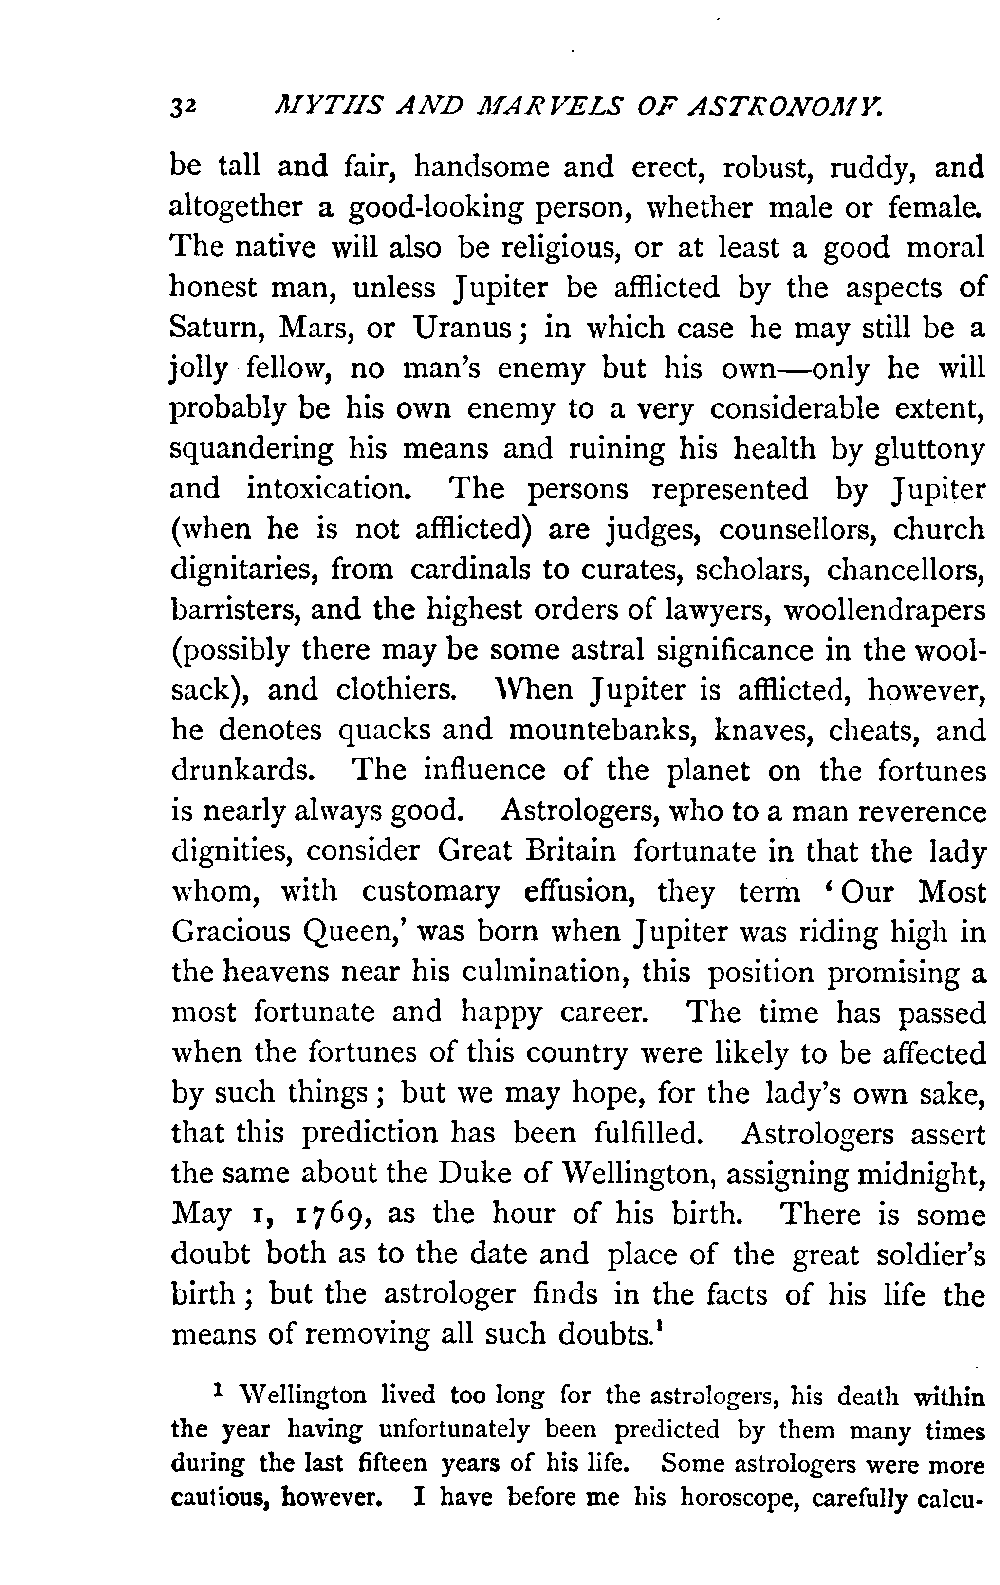 32 MYTHS AND MARVELS OF ASTRONOMY.
be tall and fair, handsome and erect, robust, ruddy, and
altogether a good-looking person, whether male or female.
The native will also be religious, or at least a good moral
honest man, unless Jupiter be afflicted by the aspects of
Saturn, Mars, or Uranus; in which case he may still be a
jolly fellow, no man's enemy but his own—only he will
probably be his own enemy to a very considerable extent,
squandering his means and ruining his health by gluttony
and intoxication. The persons represented by Jupiter
(when he is not afflicted) are judges, counsellors, church
dignitaries, from cardinals to curates, scholars, chancellors,
barristers, and the highest orders of lawyers, woollendrapers
(possibly there may be some astral significance in the wool-
sack), and clothiers. When Jupiter is afflicted, however,
he denotes quacks and mountebanks, knaves, cheats, and
drunkards. The influence of the planet on the fortunes
is nearly always good. Astrologers, who to a man reverence
dignities, consider Great Britain fortunate in that the lady
whom, with customary effusion, they term ‘Our Most
Gracious Queen,’ was born when Jupiter was riding high in
the heavens near his culmination, this position promising a
most fortunate and happy career. The time has passed
when the fortunes of this country were likely to be affected
by such things; but we may hope, for the lady's own sake,
that this prediction has been fulfilled. Astrologers assert
the same about the Duke of Wellington, assigning midnight,
May 1, 1769, as the hour of his birth. There is some
doubt both as to the date and place of the great soldier's
birth; but the astrologer finds in the facts of his life the
means of removing all such doubts.¹
¹ Wellington lived too long for the astrologers, his death within
the year having unfortunately been predicted by them many times
during the last fifteen years of his life. Some astrologers were more
cautious, however. I have before me his horoscope, carefully calcu-